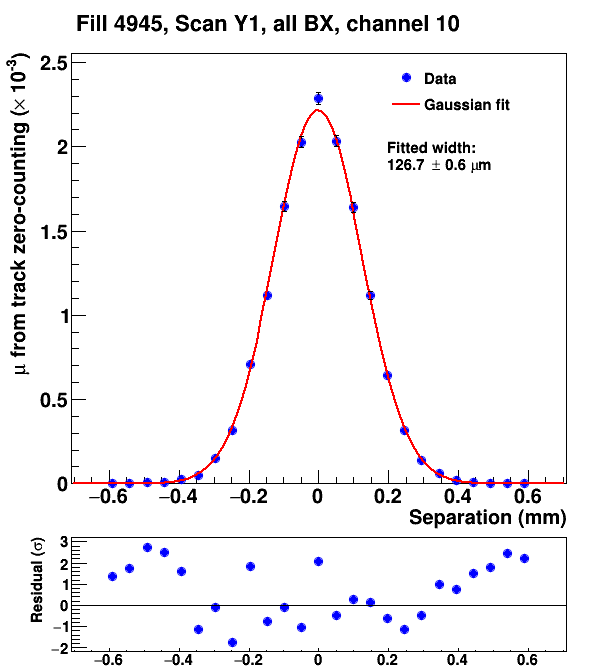 Fill 4945, Scan Y1, all BX, channel 10
μ from track zero-counting (× 10⁻³)
2.5
2
1.5
1
0.5
0
Data
Gaussian fit
Fitted width:
126.7 ± 0.6 μm
−0.6 −0.4 −0.2 0 0.2 0.4 0.6
Separation (mm)
Residual (σ)
3
2
1
0
−1
−2
−0.6 −0.4 −0.2 0 0.2 0.4 0.6